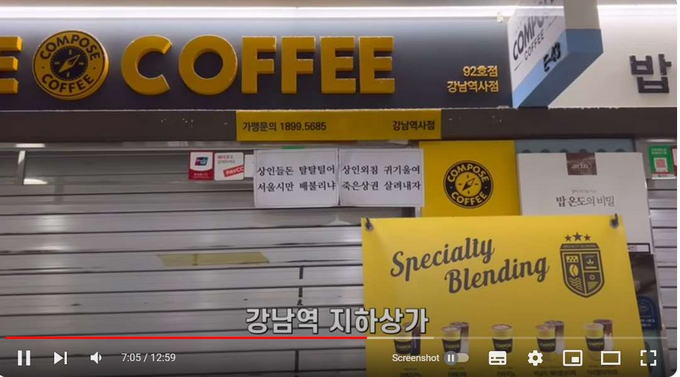 E COMPOSE COFFEE COFFEE
92호점
강남역사점
COMPOSE
COFFEE
E-48
밥
가맹문의 1899.5685 강남역사점
상인들돈 탈탈털어
서울시만 배불리냐
상인외침 귀기울여
죽은상권 살려내자
COMPOSE
COFFEE
밥 온도의 비밀
Specialty
Blending
강남역 지하상가
7:05 / 12:59
Screenshot